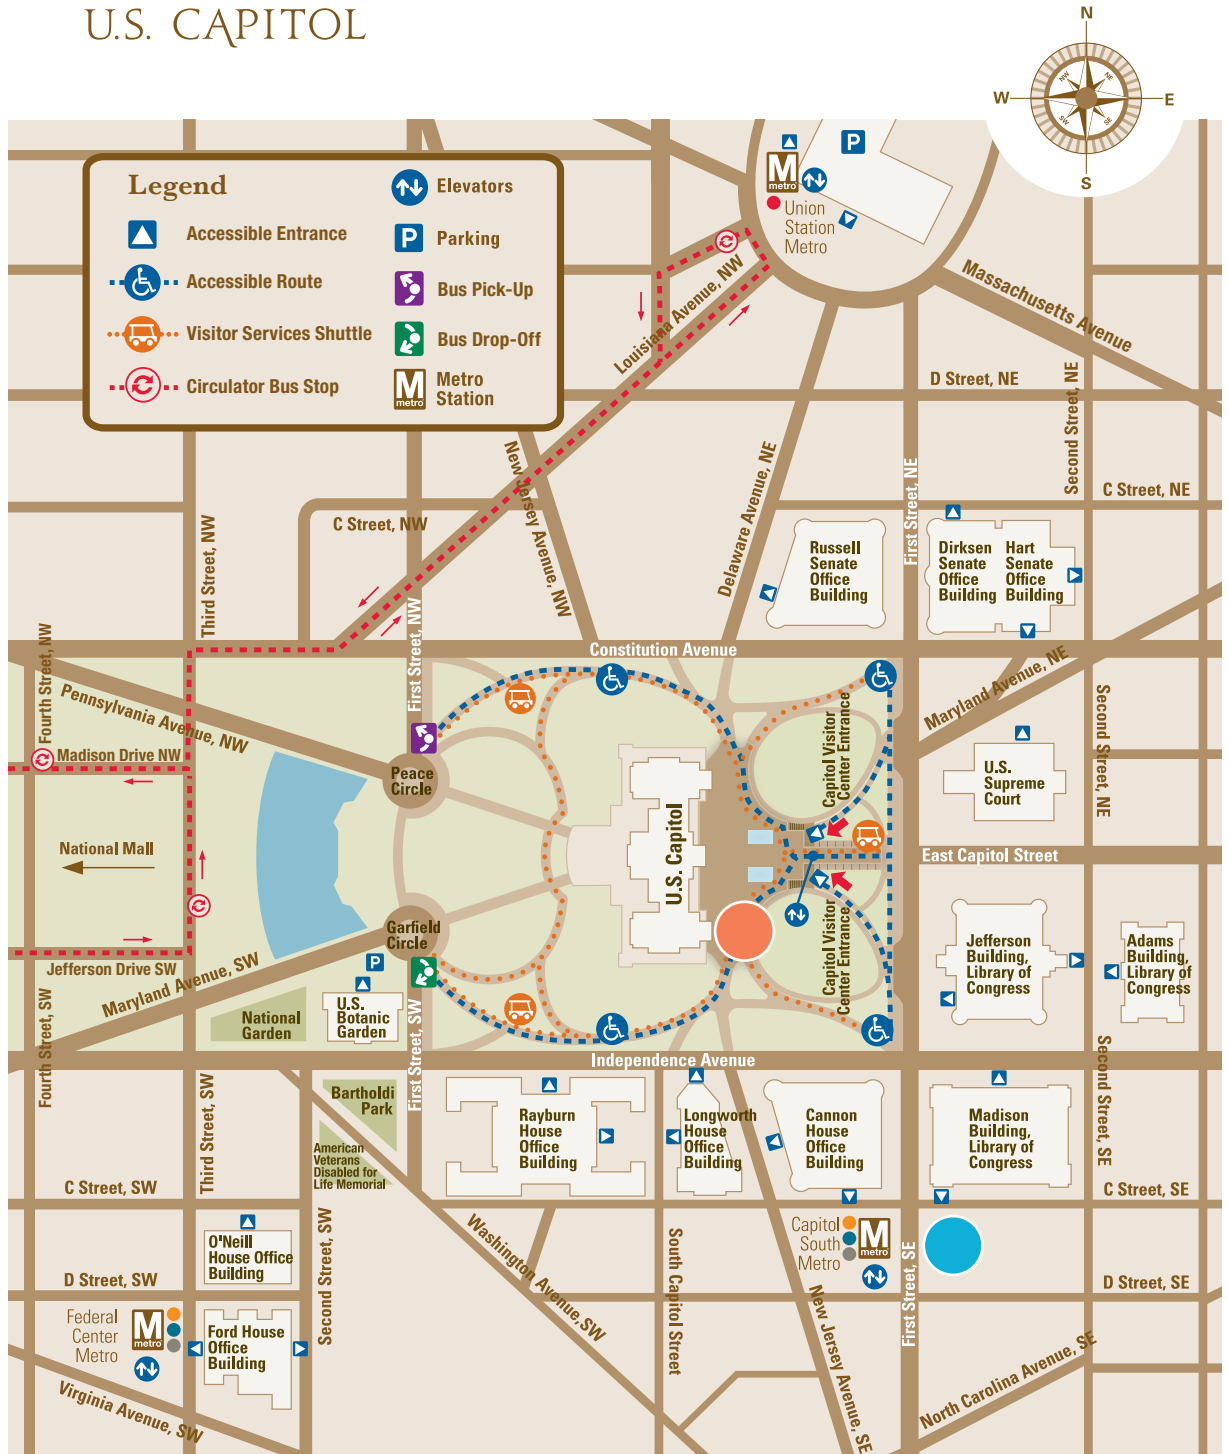 U.S. CAPITOL
N
NW
NE
W
E
SW
SE
S
Legend
Accessible Entrance
Accessible Route
Visitor Services Shuttle
Circulator Bus Stop
Elevators
P
Parking
Bus Pick-Up
Bus Drop-Off
M
metro
Metro
Station
P
M
metro
Union
Station
Metro
Louisiana Avenue, NW
Massachusetts Avenue
D Street, NE
Second Street, NE
C Street, NE
First Street, NE
Delaware Avenue, NE
New Jersey Avenue, NW
C Street, NW
Third Street, NW
First Street, NW
Fourth Street, NW
Russell
Senate
Office
Building
Dirksen
Senate
Office
Building
Hart
Senate
Office
Building
Constitution Avenue
Maryland Avenue, NE
Second Street, NE
Pennsylvania Avenue, NW
Madison Drive NW
Peace
Circle
U.S. Capitol
Capitol Visitor
Center Entrance
U.S.
Supreme
Court
National Mall
East Capitol Street
Garfield
Circle
Capitol Visitor
Center Entrance
Jefferson
Building,
Library of
Congress
Adams
Building,
Library of
Congress
Jefferson Drive SW
Maryland Avenue, SW
P
U.S.
Botanic
Garden
National
Garden
Fourth Street, SW
First Street, SW
Independence Avenue
Second Street, SE
Third Street, SW
Bartholdi
Park
American
Veterans
Disabled for
Life Memorial
Rayburn
House
Office
Building
Longworth
House
Office
Building
Cannon
House
Office
Building
Madison
Building,
Library of
Congress
C Street, SW
C Street, SE
O'Neill
House Office
Building
Second Street, SW
Washington Avenue, SW
South Capitol Street
Capitol
South
Metro
M
metro
First Street, SE
D Street, SW
D Street, SE
Federal
Center
Metro
M
metro
Ford House
Office
Building
New Jersey Avenue, SE
North Carolina Avenue, SE
Virginia Avenue, SW